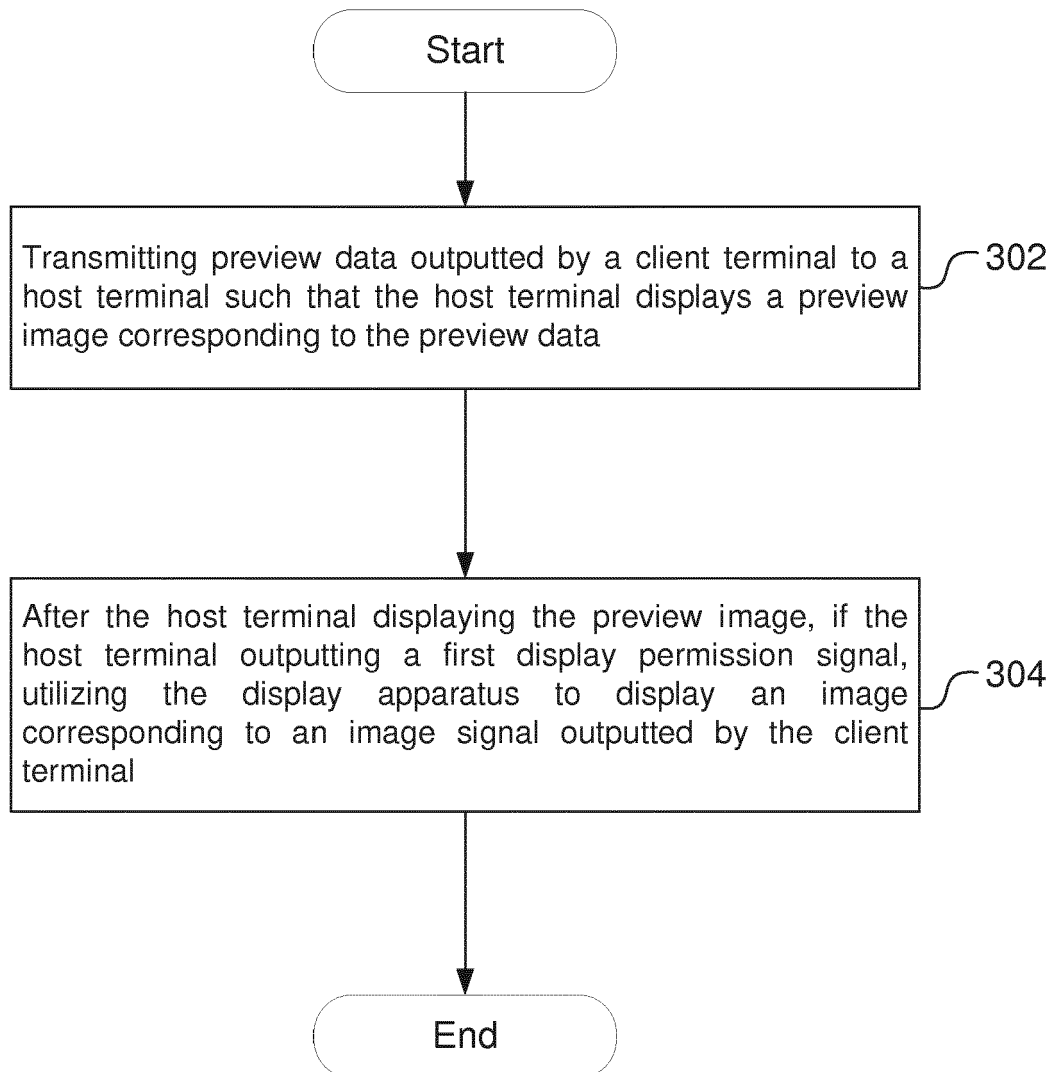 Start
Transmitting preview data outputted by a client terminal to a
host terminal such that the host terminal displays a preview
image corresponding to the preview data
302
After the host terminal displaying the preview image, if the
host terminal outputting a first display permission signal,
utilizing the display apparatus to display an image
corresponding to an image signal outputted by the client
terminal
304
End